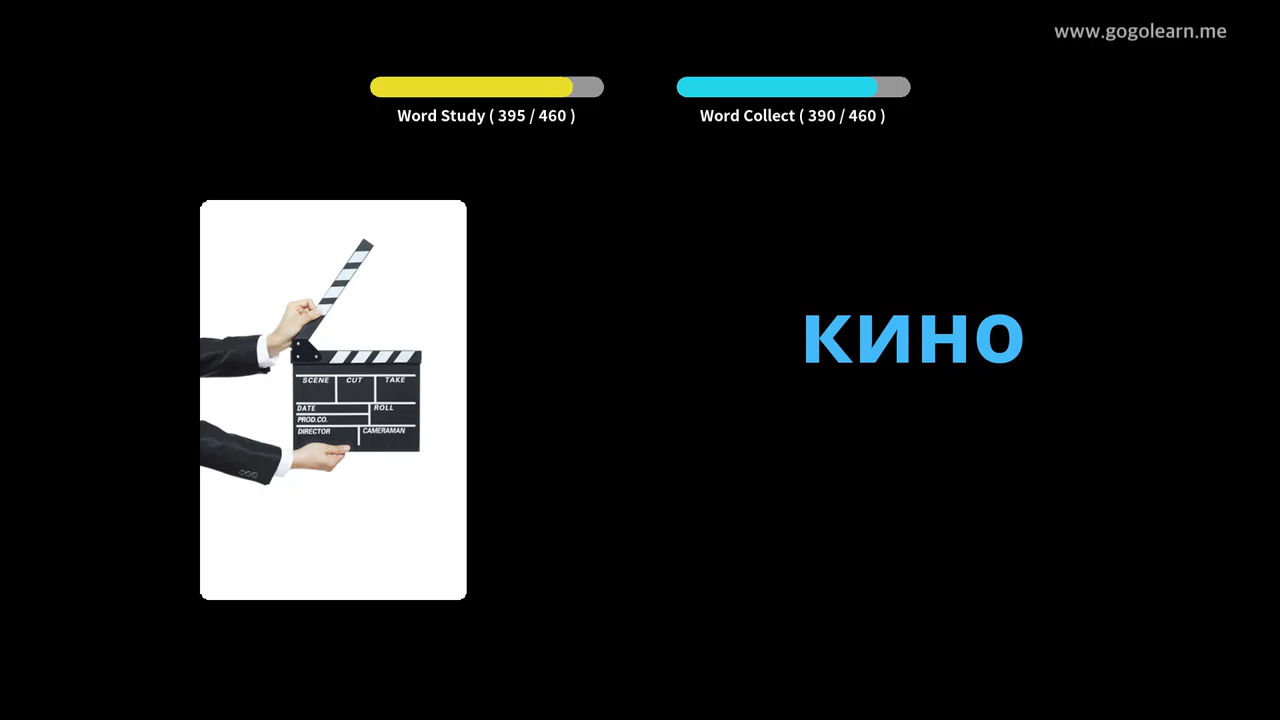 www.gogolearn.me
Word Study ( 395 / 460 )
Word Collect ( 390 / 460 )
кино
SCENE CUT TAKE
DATE ROLL
PROD.CO.
DIRECTOR CAMERAMAN